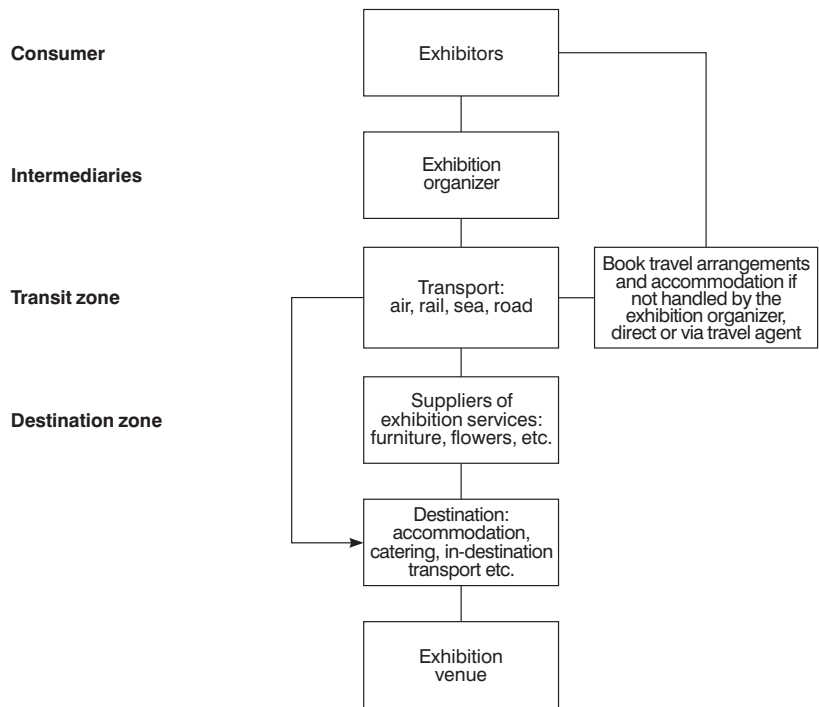 Consumer
Exhibitors
Intermediaries
Exhibition
organizer
Transit zone
Transport:
air, rail, sea, road
Book travel arrangements
and accommodation if
not handled by the
exhibition organizer,
direct or via travel agent
Destination zone
Suppliers of
exhibition services:
furniture, flowers, etc.
Destination:
accommodation,
catering, in-destination
transport etc.
Exhibition
venue